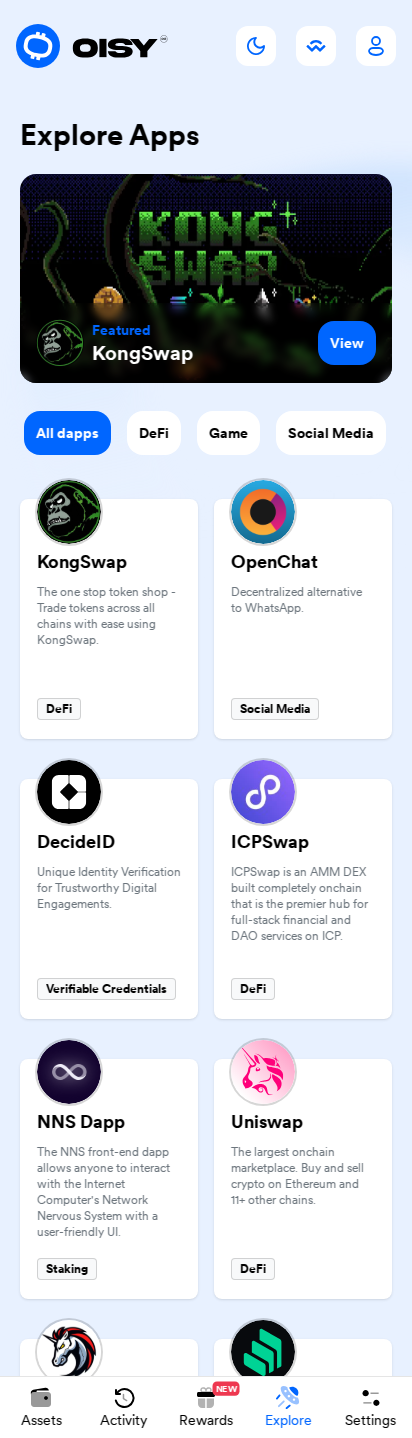 OISY
Explore Apps
KONG
SWAP
Featured
KongSwap
View
All dapps
DeFi
Game
Social Media
KongSwap
The one stop token shop -
Trade tokens across all
chains with ease using
KongSwap.
DeFi
OpenChat
Decentralized alternative
to WhatsApp.
Social Media
DecideID
Unique Identity Verification
for Trustworthy Digital
Engagements.
Verifiable Credentials
ICPSwap
ICPSwap is an AMM DEX
built completely onchain
that is the premier hub for
full-stack financial and
DAO services on ICP.
DeFi
NNS Dapp
The NNS front-end dapp
allows anyone to interact
with the Internet
Computer's Network
Nervous System with a
user-friendly UI.
Staking
Uniswap
The largest onchain
marketplace. Buy and sell
crypto on Ethereum and
11+ other chains.
DeFi
Assets
Activity
NEW
Rewards
Explore
Settings